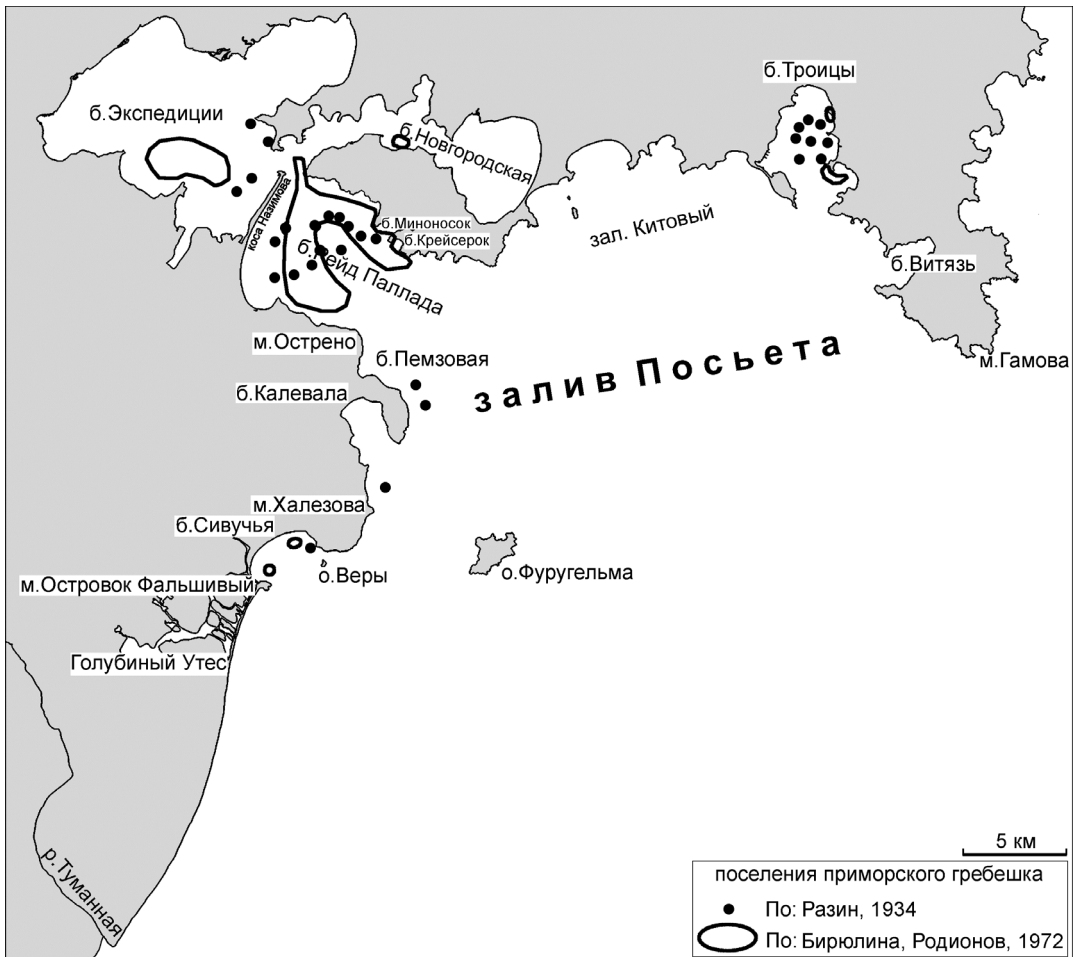 б.Троицы
б.Экспедиции
б.Новгородская
коса Назимова
б.Миноносок
б.Крейсерок
зал. Китовый
б.Рейд Паллада
б.Витязь
м.Острено
б.Пемзовая
м.Гамова
залив Посьета
б.Калевала
м.Халезова
б.Сивучья
о.Веры
о.Фуругельма
м.Островок Фальшивый
Голубиный Утес
р.Туманная
5 км
поселения приморского гребешка
По: Разин, 1934
По: Бирюлина, Родионов, 1972